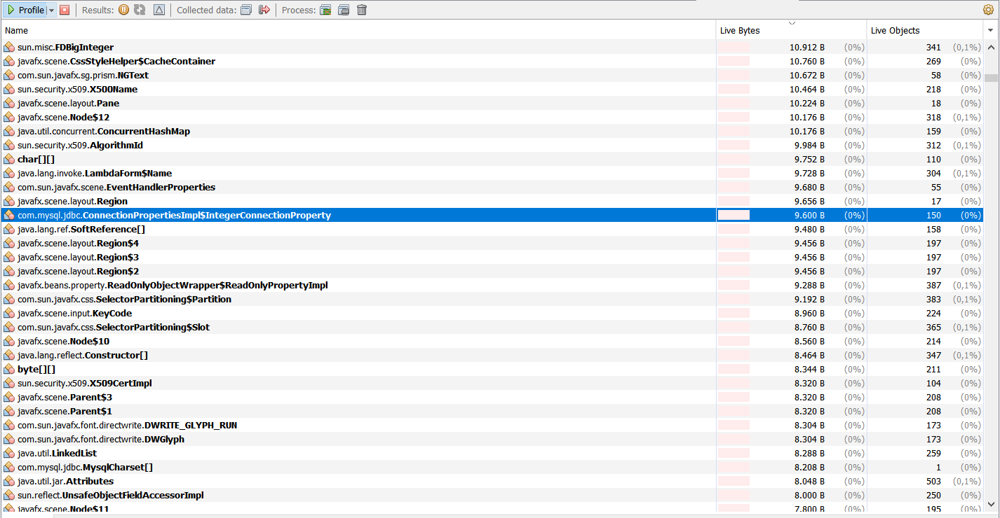 Profile Results: Collected data: Process:
Name Live Bytes Live Objects
sun.misc.FDBigInteger 10.912 B (0%) 341 (0,1%)
javafx.scene.CssStyleHelper$CacheContainer 10.760 B (0%) 269 (0%)
com.sun.javafx.sg.prism.NGText 10.672 B (0%) 58 (0%)
sun.security.x509.X500Name 10.464 B (0%) 218 (0%)
javafx.scene.layout.Pane 10.224 B (0%) 18 (0%)
javafx.scene.Node$12 10.176 B (0%) 318 (0,1%)
java.util.concurrent.ConcurrentHashMap 10.176 B (0%) 159 (0%)
sun.security.x509.AlgorithmId 9.984 B (0%) 312 (0,1%)
char[][] 9.752 B (0%) 110 (0%)
java.lang.invoke.LambdaForm$Name 9.728 B (0%) 304 (0,1%)
com.sun.javafx.scene.EventHandlerProperties 9.680 B (0%) 55 (0%)
javafx.scene.layout.Region 9.656 B (0%) 17 (0%)
com.mysql.jdbc.ConnectionPropertiesImpl$IntegerConnectionProperty 9.600 B (0%) 150 (0%)
java.lang.ref.SoftReference[] 9.480 B (0%) 158 (0%)
javafx.scene.layout.Region$4 9.456 B (0%) 197 (0%)
javafx.scene.layout.Region$3 9.456 B (0%) 197 (0%)
javafx.scene.layout.Region$2 9.456 B (0%) 197 (0%)
javafx.beans.property.ReadOnlyObjectWrapper$ReadOnlyPropertyImpl 9.288 B (0%) 387 (0,1%)
com.sun.javafx.css.SelectorPartitioning$Partition 9.192 B (0%) 383 (0,1%)
javafx.scene.input.KeyCode 8.960 B (0%) 224 (0%)
com.sun.javafx.css.SelectorPartitioning$Slot 8.760 B (0%) 365 (0,1%)
javafx.scene.Node$10 8.560 B (0%) 214 (0%)
java.lang.reflect.Constructor[] 8.464 B (0%) 347 (0,1%)
byte[][] 8.344 B (0%) 211 (0%)
sun.security.x509.X509CertImpl 8.320 B (0%) 104 (0%)
javafx.scene.Parent$3 8.320 B (0%) 208 (0%)
javafx.scene.Parent$1 8.320 B (0%) 208 (0%)
com.sun.javafx.font.directwrite.DWRITE_GLYPH_RUN 8.304 B (0%) 173 (0%)
com.sun.javafx.font.directwrite.DWGlyph 8.304 B (0%) 173 (0%)
java.util.LinkedList 8.288 B (0%) 259 (0%)
com.mysql.jdbc.MysqlCharset[] 8.208 B (0%) 1 (0%)
java.util.jar.Attributes 8.048 B (0%) 503 (0,1%)
sun.reflect.UnsafeObjectFieldAccessorImpl 8.000 B (0%) 250 (0%)
javafx.scene.Node$11 7.800 B (0%) 195 (0%)